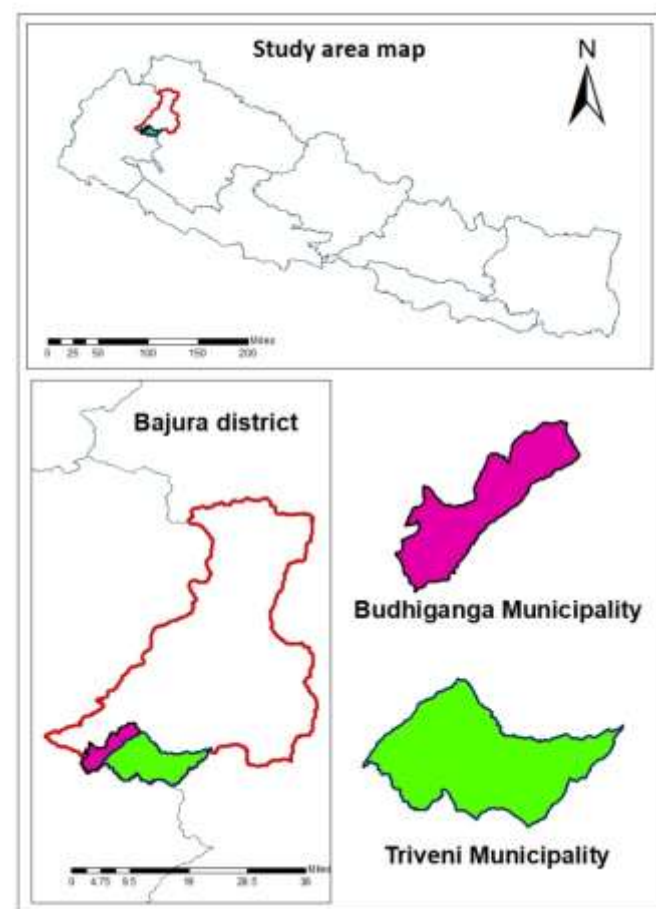 Study area map
N
Miles
0 25 50 100 150 200
Bajura district
Budhiganga Municipality
Triveni Municipality
Miles
0 4.75 9.5 19 28.5 38